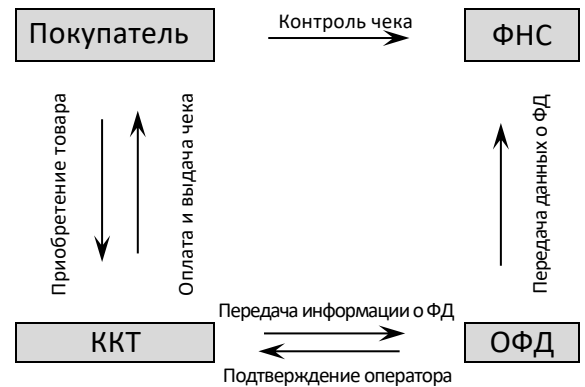 Покупатель
Контроль чека
ФНС
Приобретение товара
Оплата и выдача чека
Передача данных о ФД
Передача информации о ФД
ККТ
ОФД
Подтверждение оператора